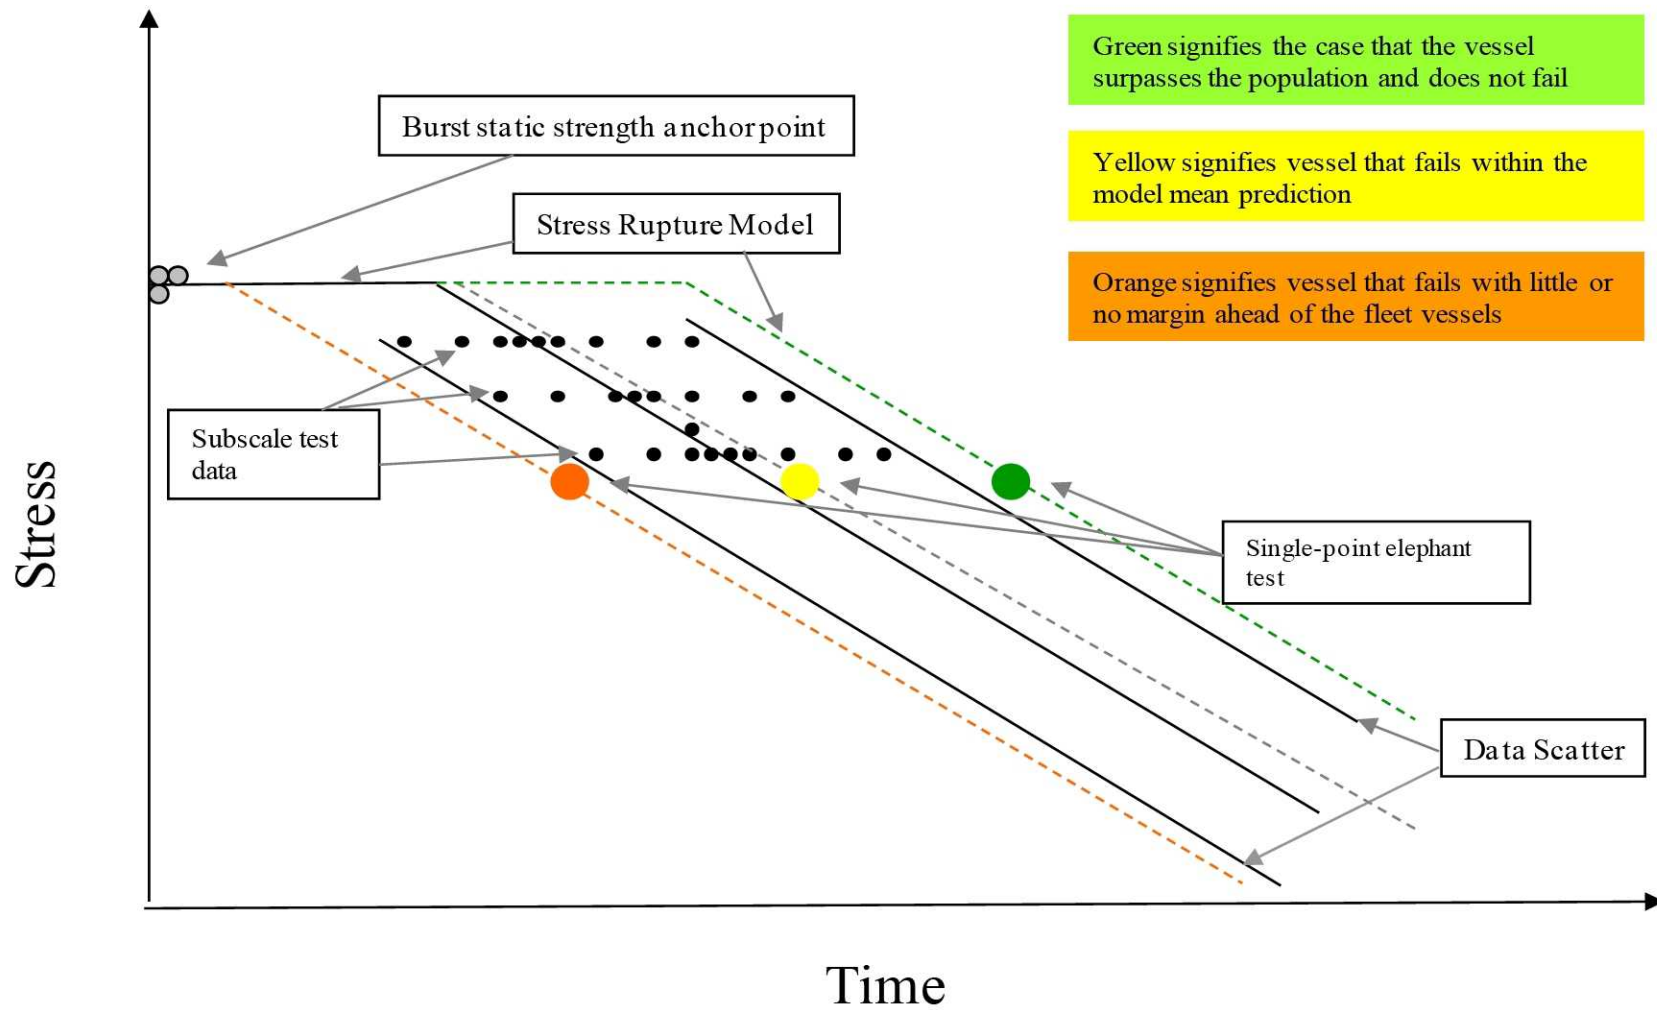 Green signifies the case that the vessel
surpasses the population and does not fail
Burst static strength anchor point
Yellow signifies vessel that fails within the
model mean prediction
Stress Rupture Model
Orange signifies vessel that fails with little or
no margin ahead of the fleet vessels
Subscale test
data
Stress
Single-point elephant
test
Data Scatter
Time